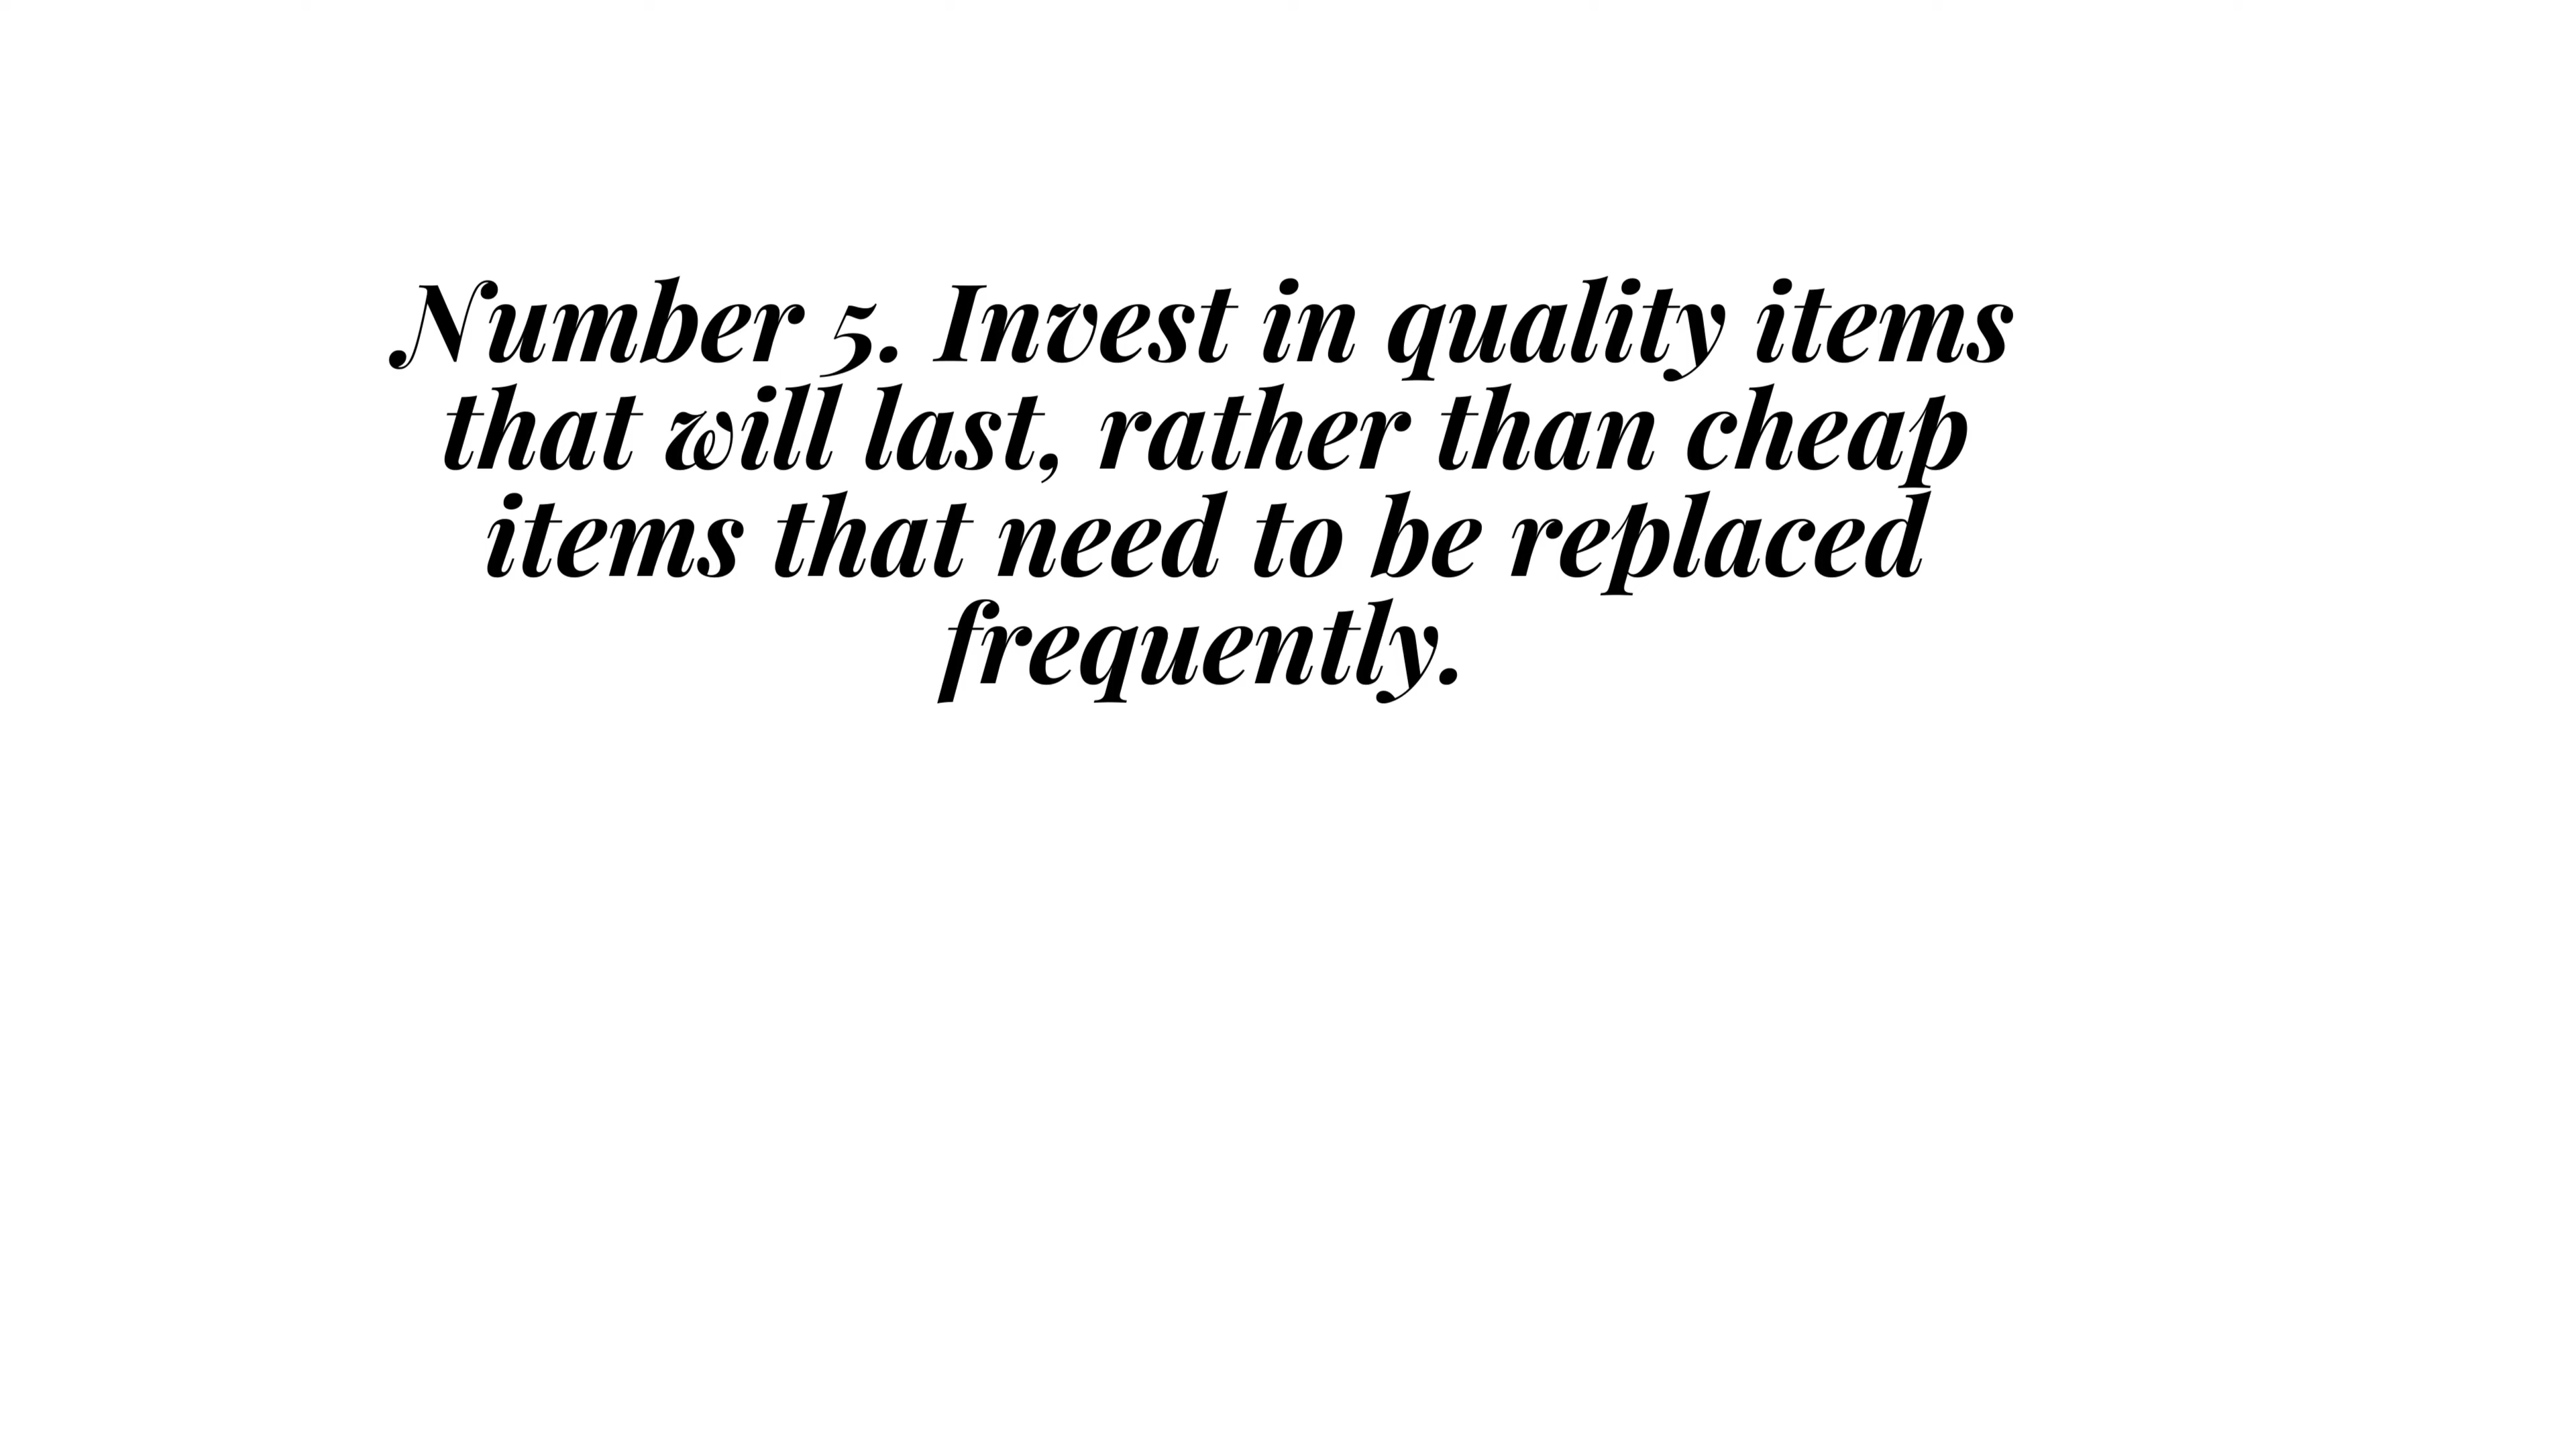 Number 5. Invest in quality items
that will last, rather than cheap
items that need to be replaced
frequently.